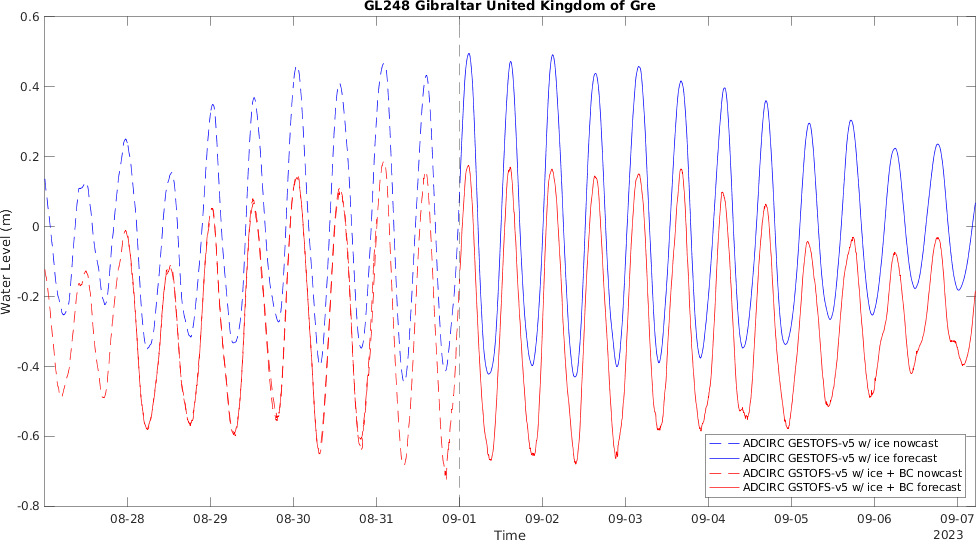 GL248 Gibraltar United Kingdom of Gre
0.6
0.4
0.2
0
-0.2
-0.4
-0.6
-0.8
Water Level (m)
08-28 08-29 08-30 08-31 09-01 09-02 09-03 09-04 09-05 09-06 09-07
Time
2023
ADCIRC GESTOFS-v5 w/ ice nowcast
ADCIRC GESTOFS-v5 w/ ice forecast
ADCIRC GSTOFS-v5 w/ ice + BC nowcast
ADCIRC GSTOFS-v5 w/ ice + BC forecast